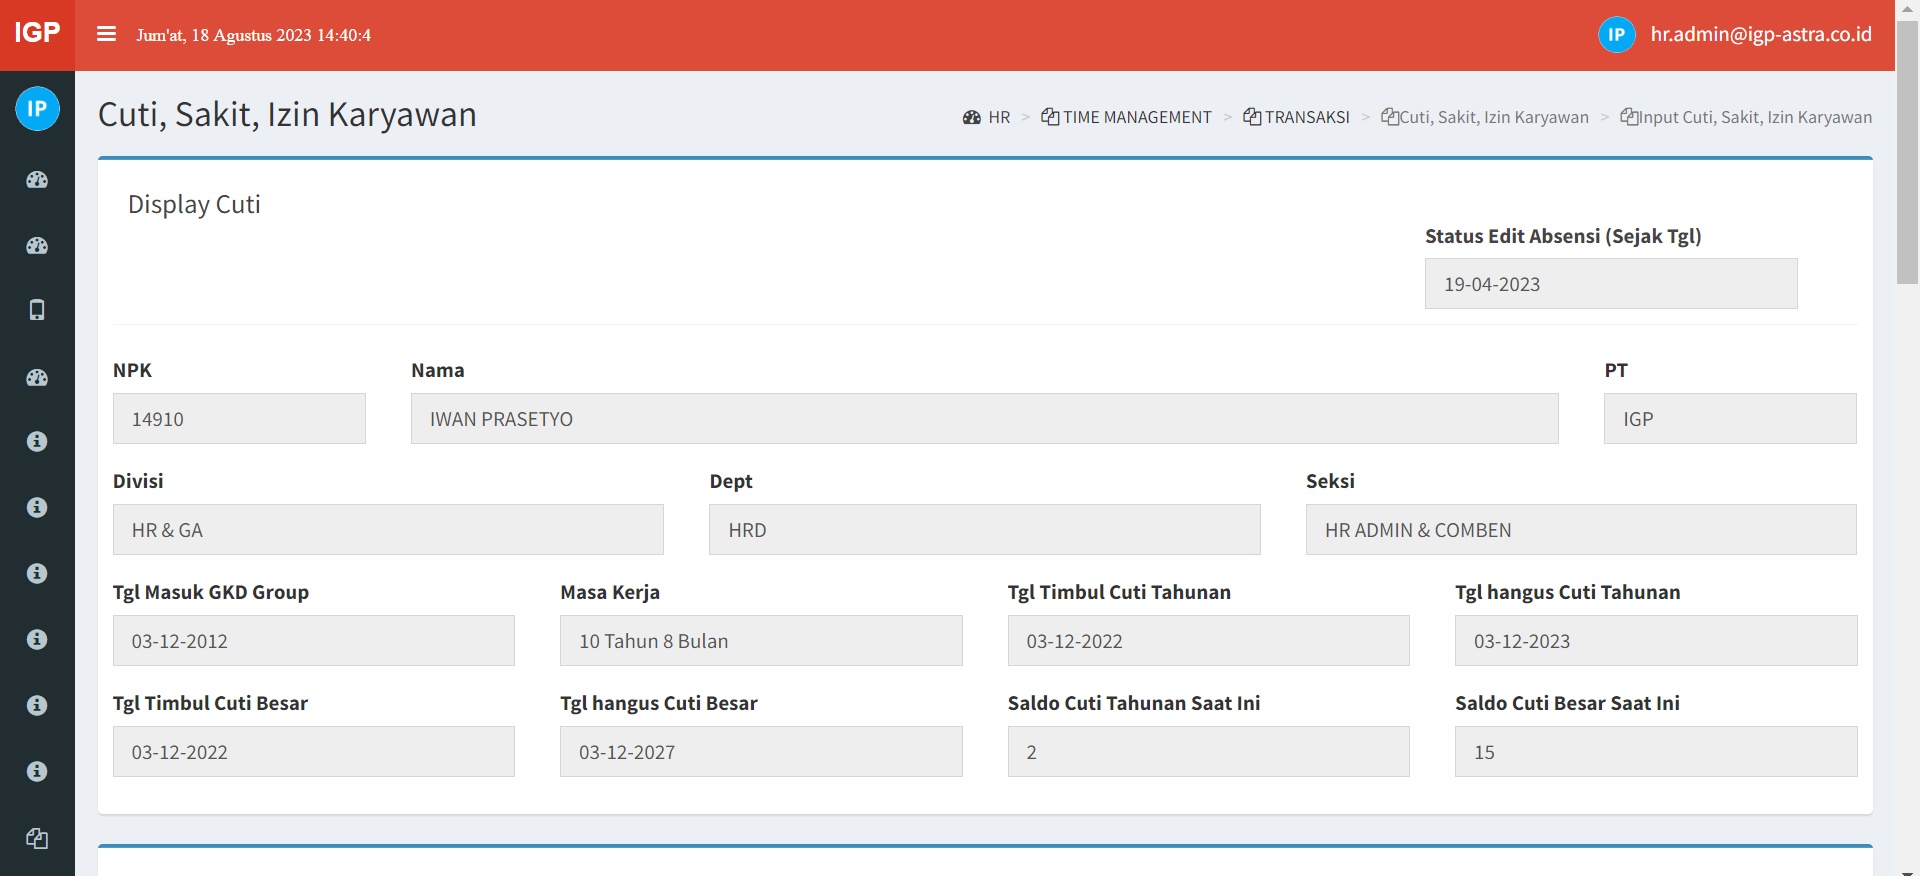 IGP
Jum'at, 18 Agustus 2023 14:40:4
IP hr.admin@igp-astra.co.id
IP
Cuti, Sakit, Izin Karyawan
HR > TIME MANAGEMENT > TRANSAKSI > Cuti, Sakit, Izin Karyawan > Input Cuti, Sakit, Izin Karyawan
Display Cuti
Status Edit Absensi (Sejak Tgl)
19-04-2023
NPK Nama PT
14910 IWAN PRASETYO IGP
Divisi Dept Seksi
HR & GA HRD HR ADMIN & COMBEN
Tgl Masuk GKD Group Masa Kerja Tgl Timbul Cuti Tahunan Tgl hangus Cuti Tahunan
03-12-2012 10 Tahun 8 Bulan 03-12-2022 03-12-2023
Tgl Timbul Cuti Besar Tgl hangus Cuti Besar Saldo Cuti Tahunan Saat Ini Saldo Cuti Besar Saat Ini
03-12-2022 03-12-2027 2 15